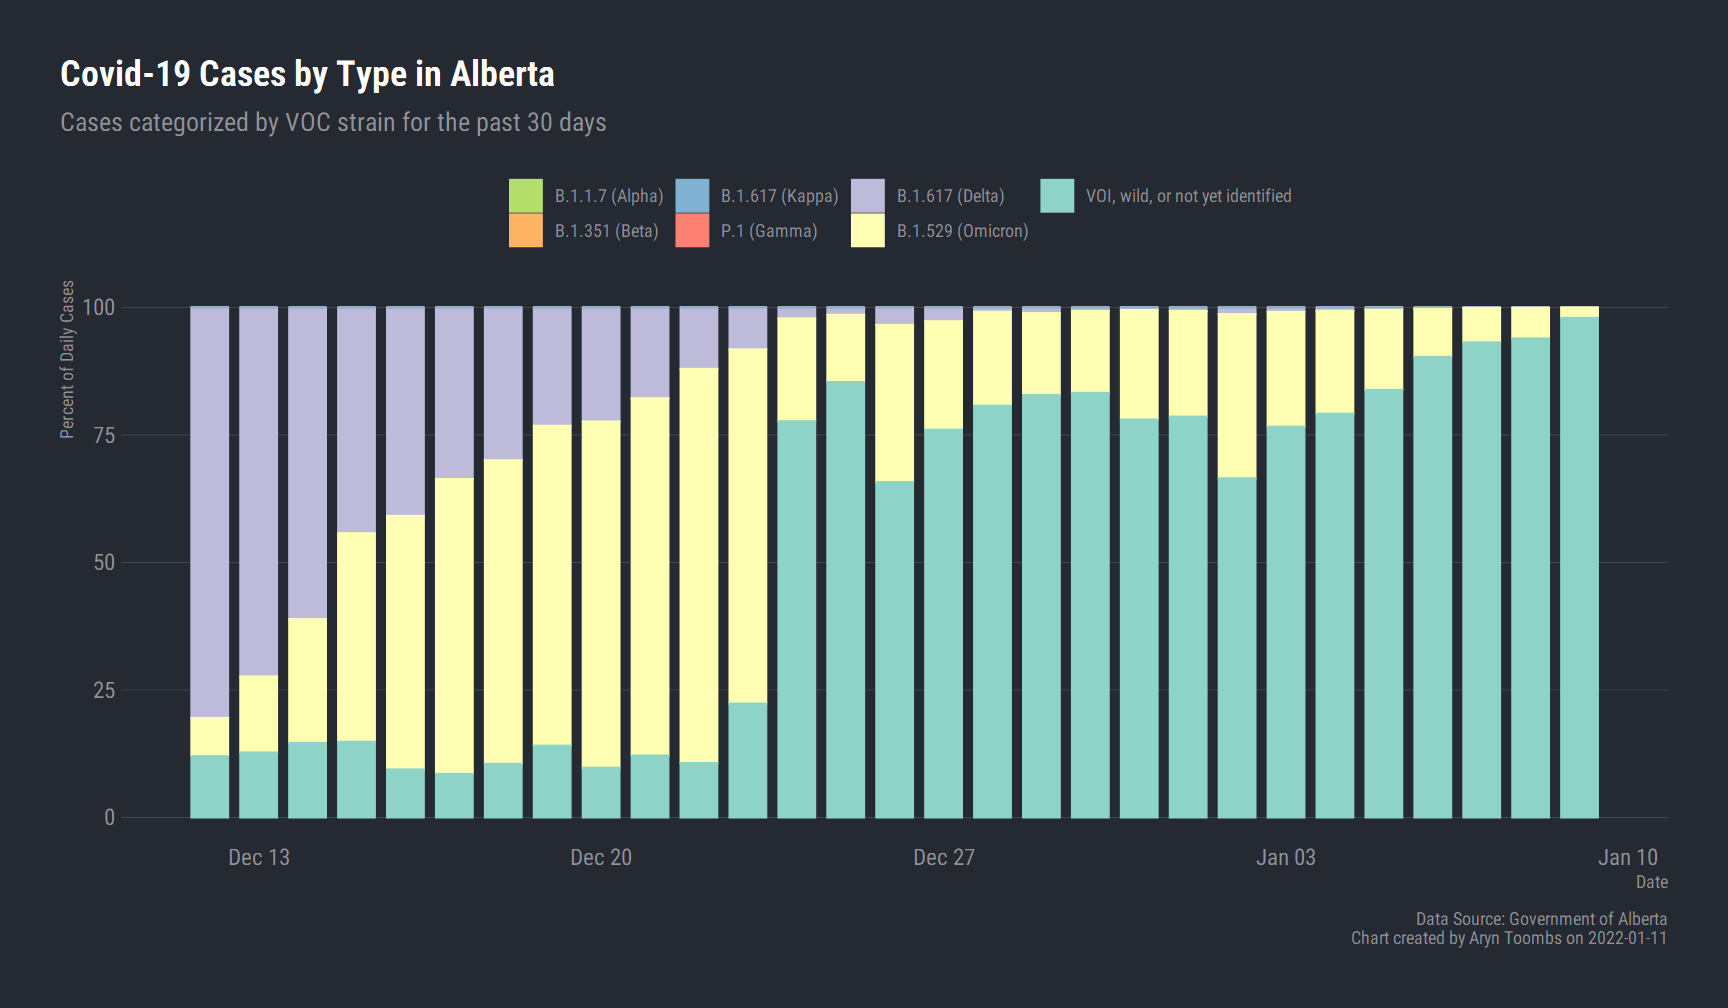 Covid-19 Cases by Type in Alberta
Cases categorized by VOC strain for the past 30 days
B.1.1.7 (Alpha) B.1.617 (Kappa) B.1.617 (Delta) VOI, wild, or not yet identified
B.1.351 (Beta) P.1 (Gamma) B.1.529 (Omicron)
Percent of Daily Cases
100
75
50
25
0
Dec 13 Dec 20 Dec 27 Jan 03 Jan 10
Date
Data Source: Government of Alberta
Chart created by Aryn Toombs on 2022-01-11